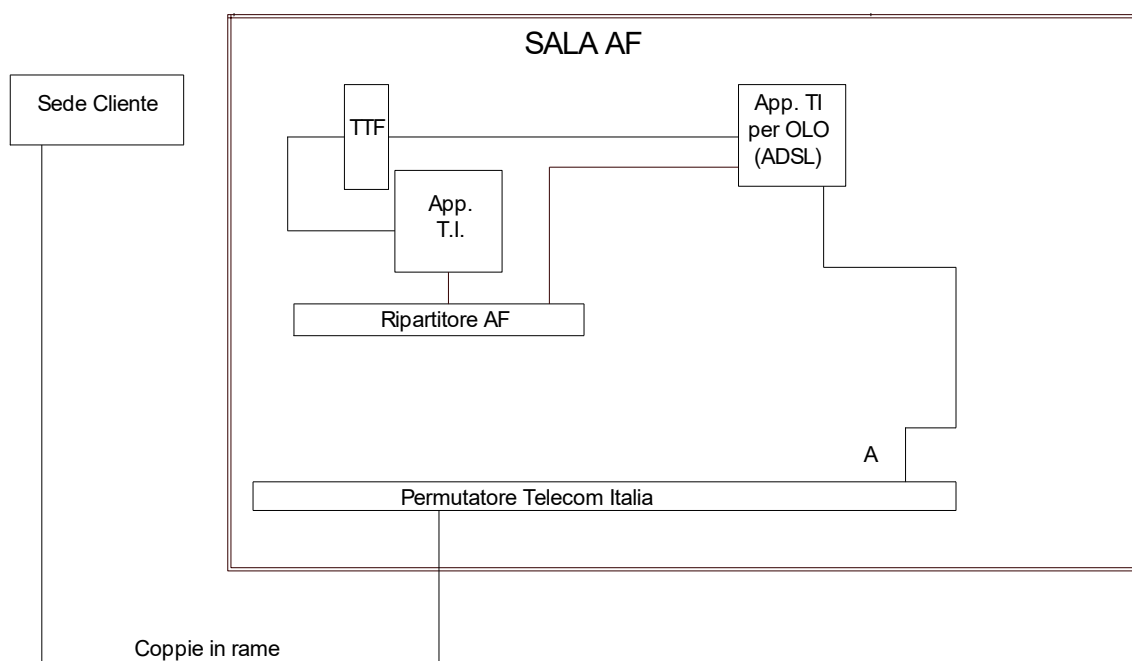 SALA AF
Sede Cliente
TTF
App. TI
per OLO
(ADSL)
App.
T.I.
Ripartitore AF
A
Permutatore Telecom Italia
Coppie in rame